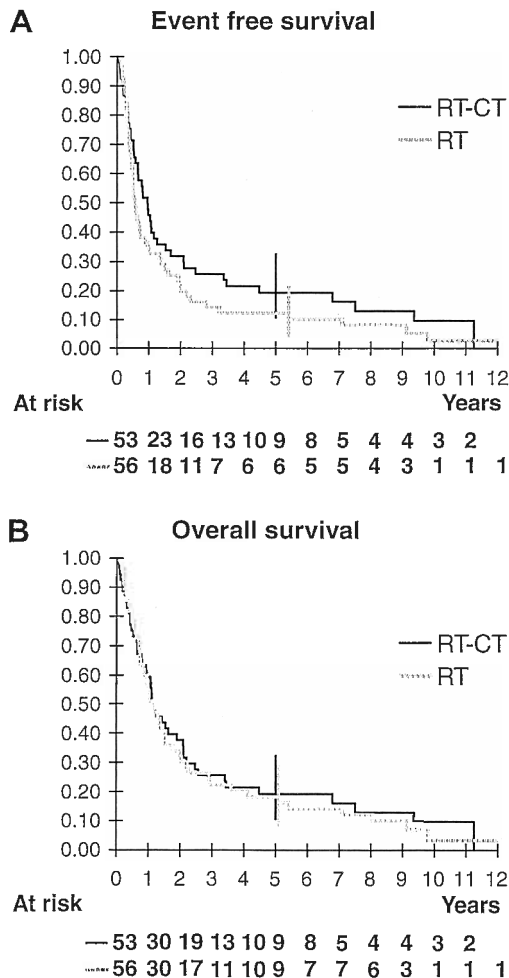 A Event free survival
1.00
0.90
0.80
0.70
0.60
0.50
0.40
0.30
0.20
0.10
0.00
RT-CT
RT
0 1 2 3 4 5 6 7 8 9 10 11 12
At risk Years
53 23 16 13 10 9 8 5 4 4 3 2
56 18 11 7 6 6 5 5 4 3 1 1 1
B Overall survival
1.00
0.90
0.80
0.70
0.60
0.50
0.40
0.30
0.20
0.10
0.00
RT-CT
RT
0 1 2 3 4 5 6 7 8 9 10 11 12
At risk Years
53 30 19 13 10 9 8 5 4 4 3 2
56 30 17 11 10 9 7 7 6 3 1 1 1